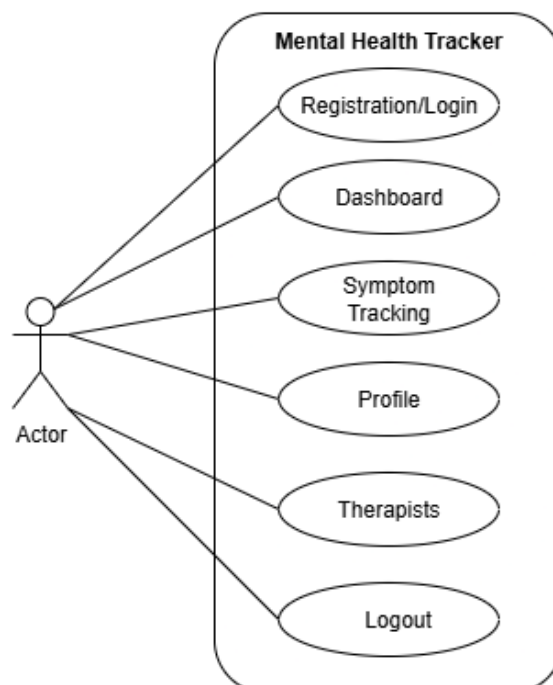 Mental Health Tracker
Registration/Login
Dashboard
Symptom
Tracking
Profile
Actor
Therapists
Logout